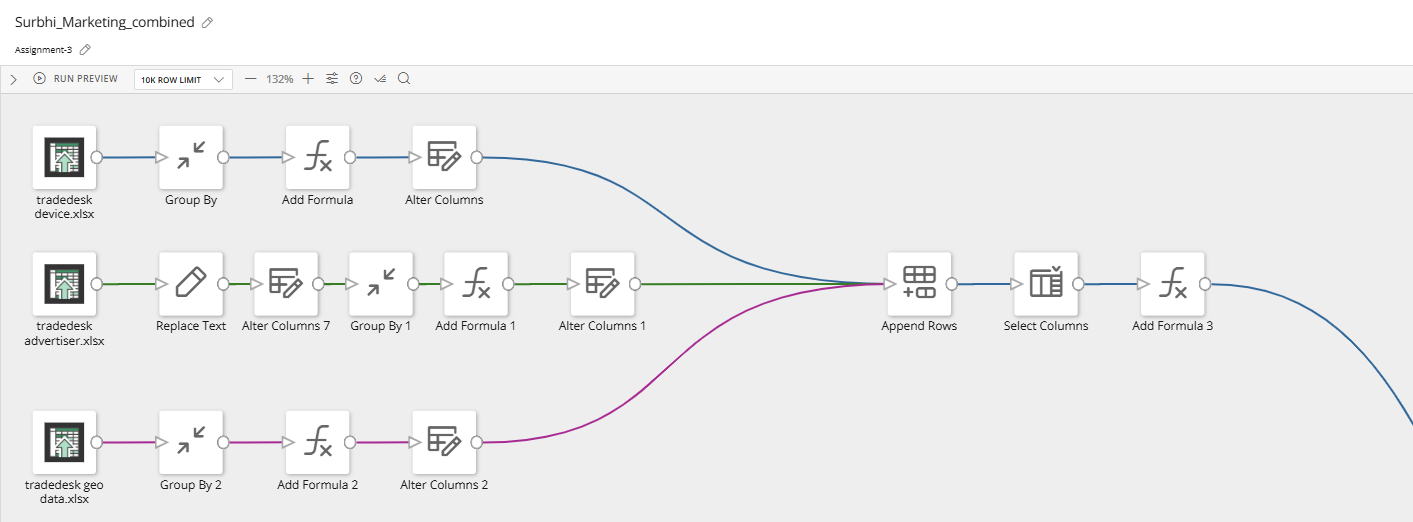 Surbhi_Marketing_combined
Assignment-3
RUN PREVIEW
10K ROW LIMIT
132%
tradedesk
device.xlsx
Group By
Add Formula
Alter Columns
tradedesk
advertiser.xlsx
Replace Text
Alter Columns 7
Group By 1
Add Formula 1
Alter Columns 1
Append Rows
Select Columns
Add Formula 3
tradedesk geo
data.xlsx
Group By 2
Add Formula 2
Alter Columns 2